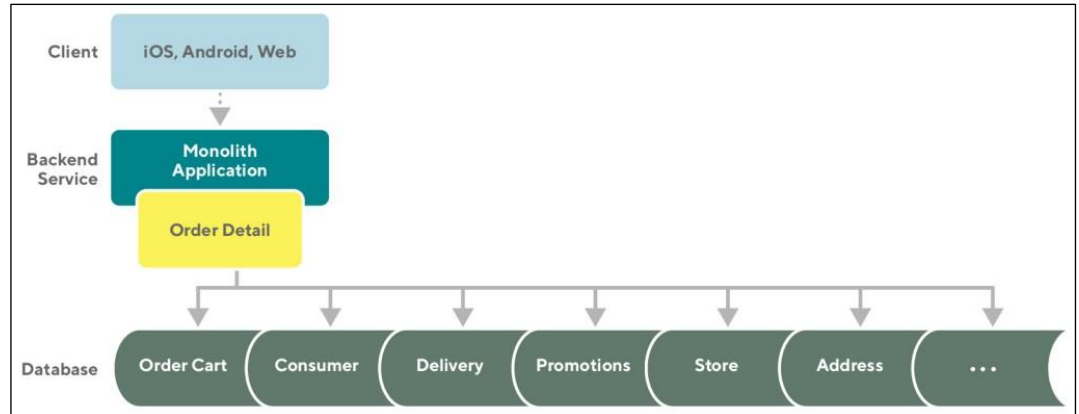 Client
iOS, Android, Web
Backend
Service
Monolith
Application
Order Detail
Database
Order Cart
Consumer
Delivery
Promotions
Store
Address
...